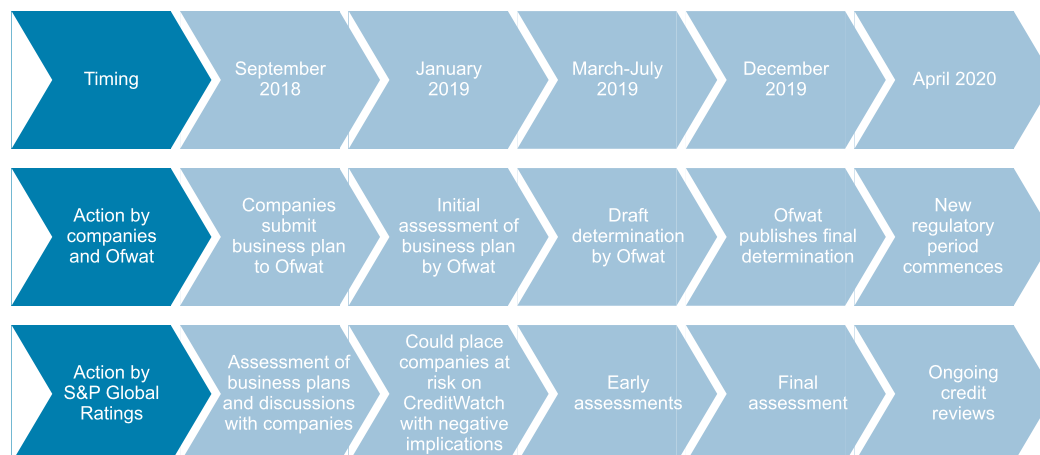 Timing
September
2018
January
2019
March-July
2019
December
2019
April 2020
Action by
companies
and Ofwat
Companies
submit
business plan
to Ofwat
Initial
assessment of
business plan
by Ofwat
Draft
determination
by Ofwat
Ofwat
publishes final
determination
New
regulatory
period
commences
Action by
S&P Global
Ratings
Assessment of
business plans
and discussions
with companies
Could place
companies at
risk on
CreditWatch
with negative
implications
Early
assessments
Final
assessment
Ongoing
credit
reviews